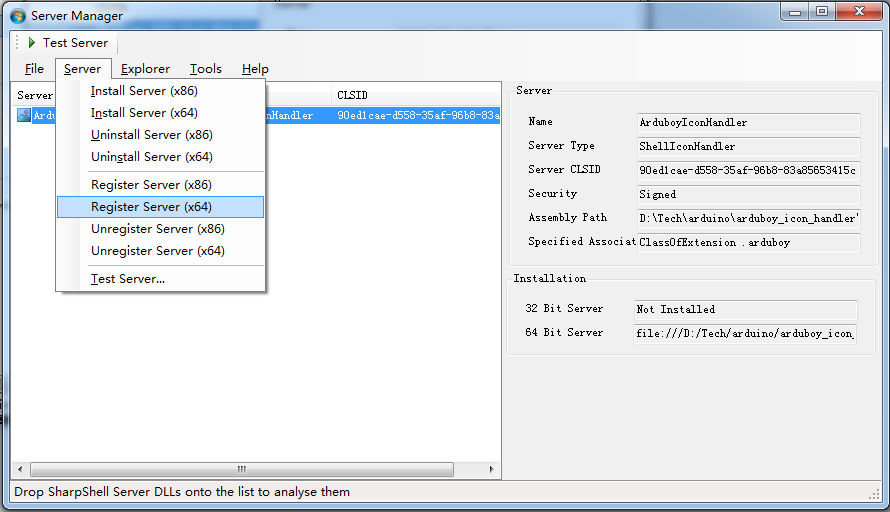 Server Manager
Test Server
File Server Explorer Tools Help
Install Server (x86)
Install Server (x64)
Uninstall Server (x86)
Uninstall Server (x64)
Register Server (x86)
Register Server (x64)
Unregister Server (x86)
Unregister Server (x64)
Test Server...
Server CLSID
Ardu onHandler 90ed1cae-d558-35af-96b8-83a
Server
Name ArduboyIconHandler
Server Type ShellIconHandler
Server CLSID 90ed1cae-d558-35af-96b8-83a85653415c
Security Signed
Assembly Path D:\Tech\arduino\arduboy_icon_handler'
Specified Associat ClassOfExtension .arduboy
Installation
32 Bit Server Not Installed
64 Bit Server file:///D:/Tech/arduino/arduboy_icon_
Drop SharpShell Server DLLs onto the list to analyse them